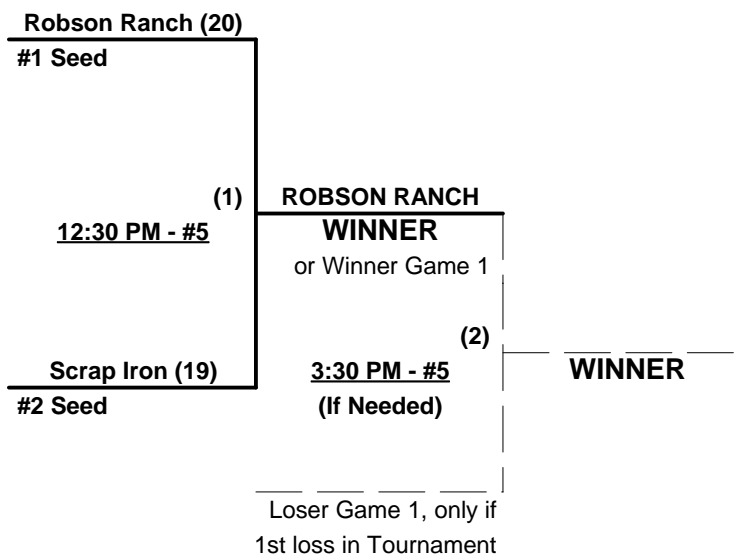 Robson Ranch (20)
#1 Seed
(1)
ROBSON RANCH
12:30 PM - #5
WINNER
or Winner Game 1
(2)
Scrap Iron (19)
3:30 PM - #5
WINNER
#2 Seed
(If Needed)
Loser Game 1, only if
1st loss in Tournament